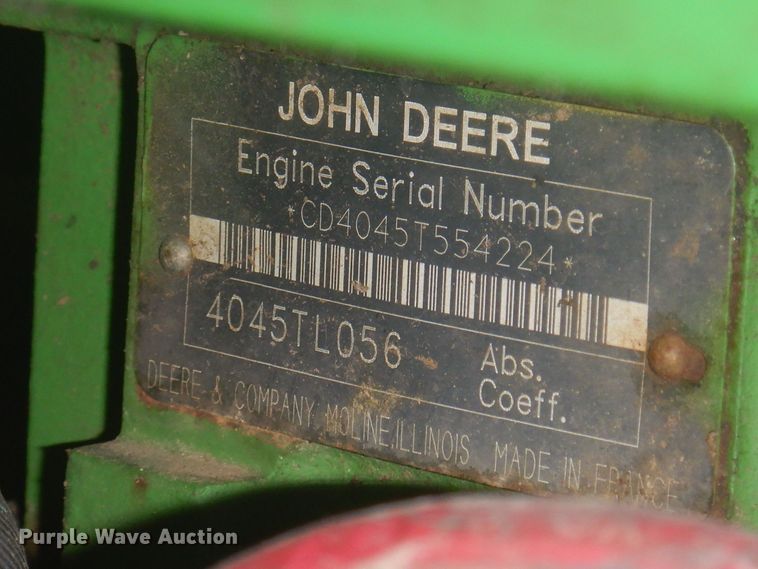 JOHN DEERE
Engine Serial Number
*CD4045T554224*
4045TL056
Abs.
Coeff.
DEERE & COMPANY MOLINE,ILLINOIS MADE IN FRANCE
Purple Wave Auction